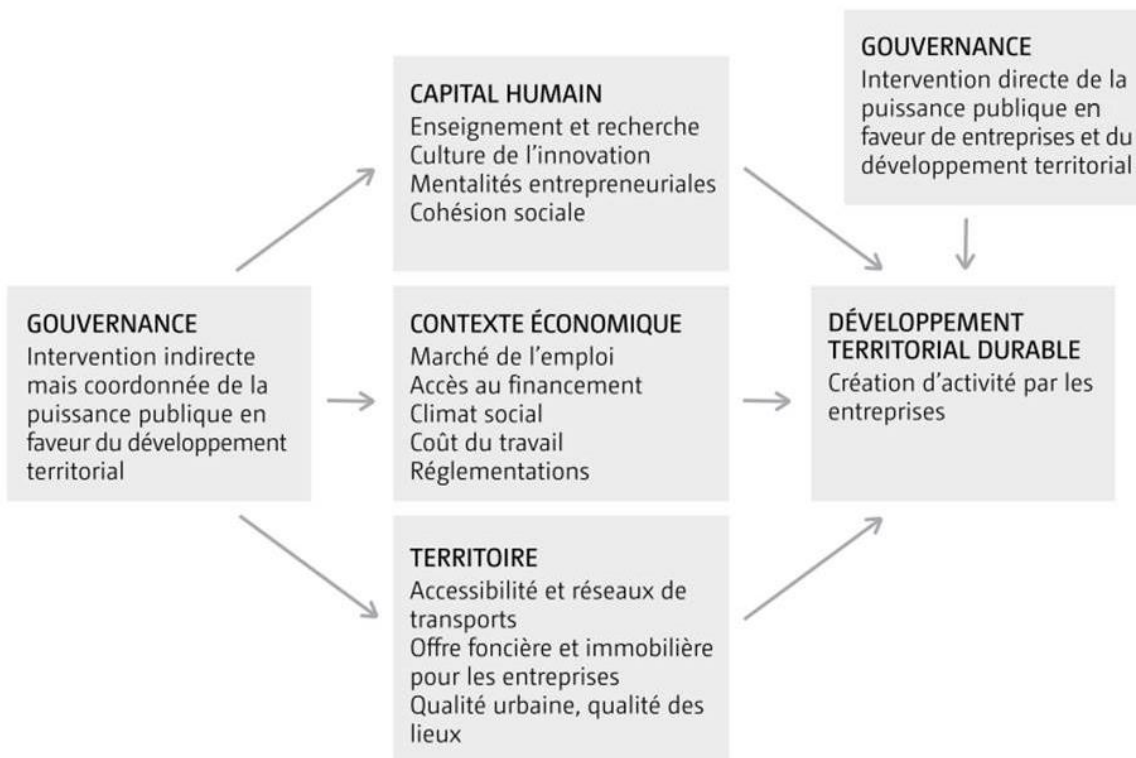 GOUVERNANCE
Intervention indirecte
mais coordonnée de la
puissance publique en
faveur du développement
territorial
CAPITAL HUMAIN
Enseignement et recherche
Culture de l'innovation
Mentalités entrepreneuriales
Cohésion sociale
CONTEXTE ÉCONOMIQUE
Marché de l'emploi
Accès au financement
Climat social
Coût du travail
Réglementations
TERRITOIRE
Accessibilité et réseaux de
transports
Offre foncière et immobilière
pour les entreprises
Qualité urbaine, qualité des
lieux
GOUVERNANCE
Intervention directe de la
puissance publique en
faveur de entreprises et du
développement territorial
DÉVELOPPEMENT
TERRITORIAL DURABLE
Création d'activité par les
entreprises